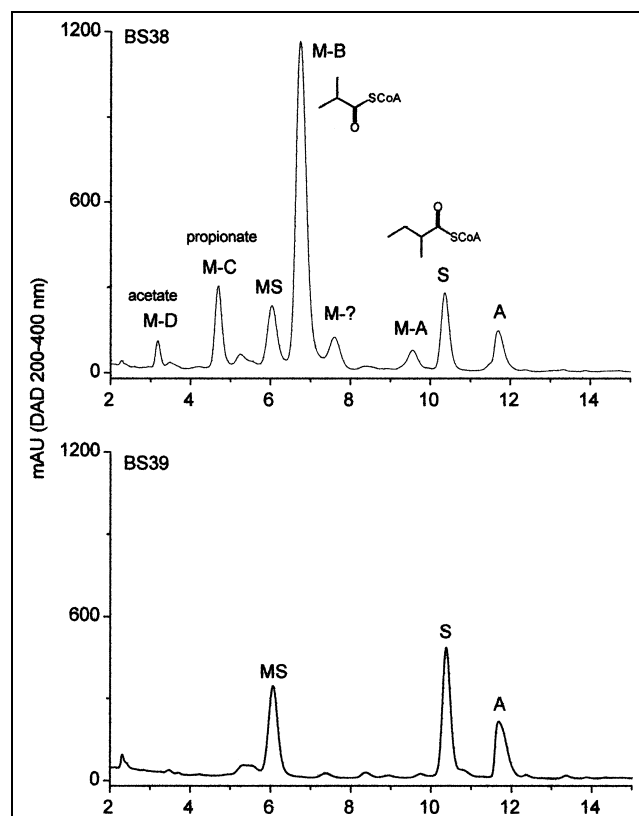 1200
BS38
M-B
SCoA
O
600
O
SCoA
propionate
M-C
S
acetate
M-D
MS
M-?
M-A
A
0
2 4 6 8 10 12 14
mAU (DAD 200-400 nm)
1200
BS39
600
S
MS
A
0
2 4 6 8 10 12 14